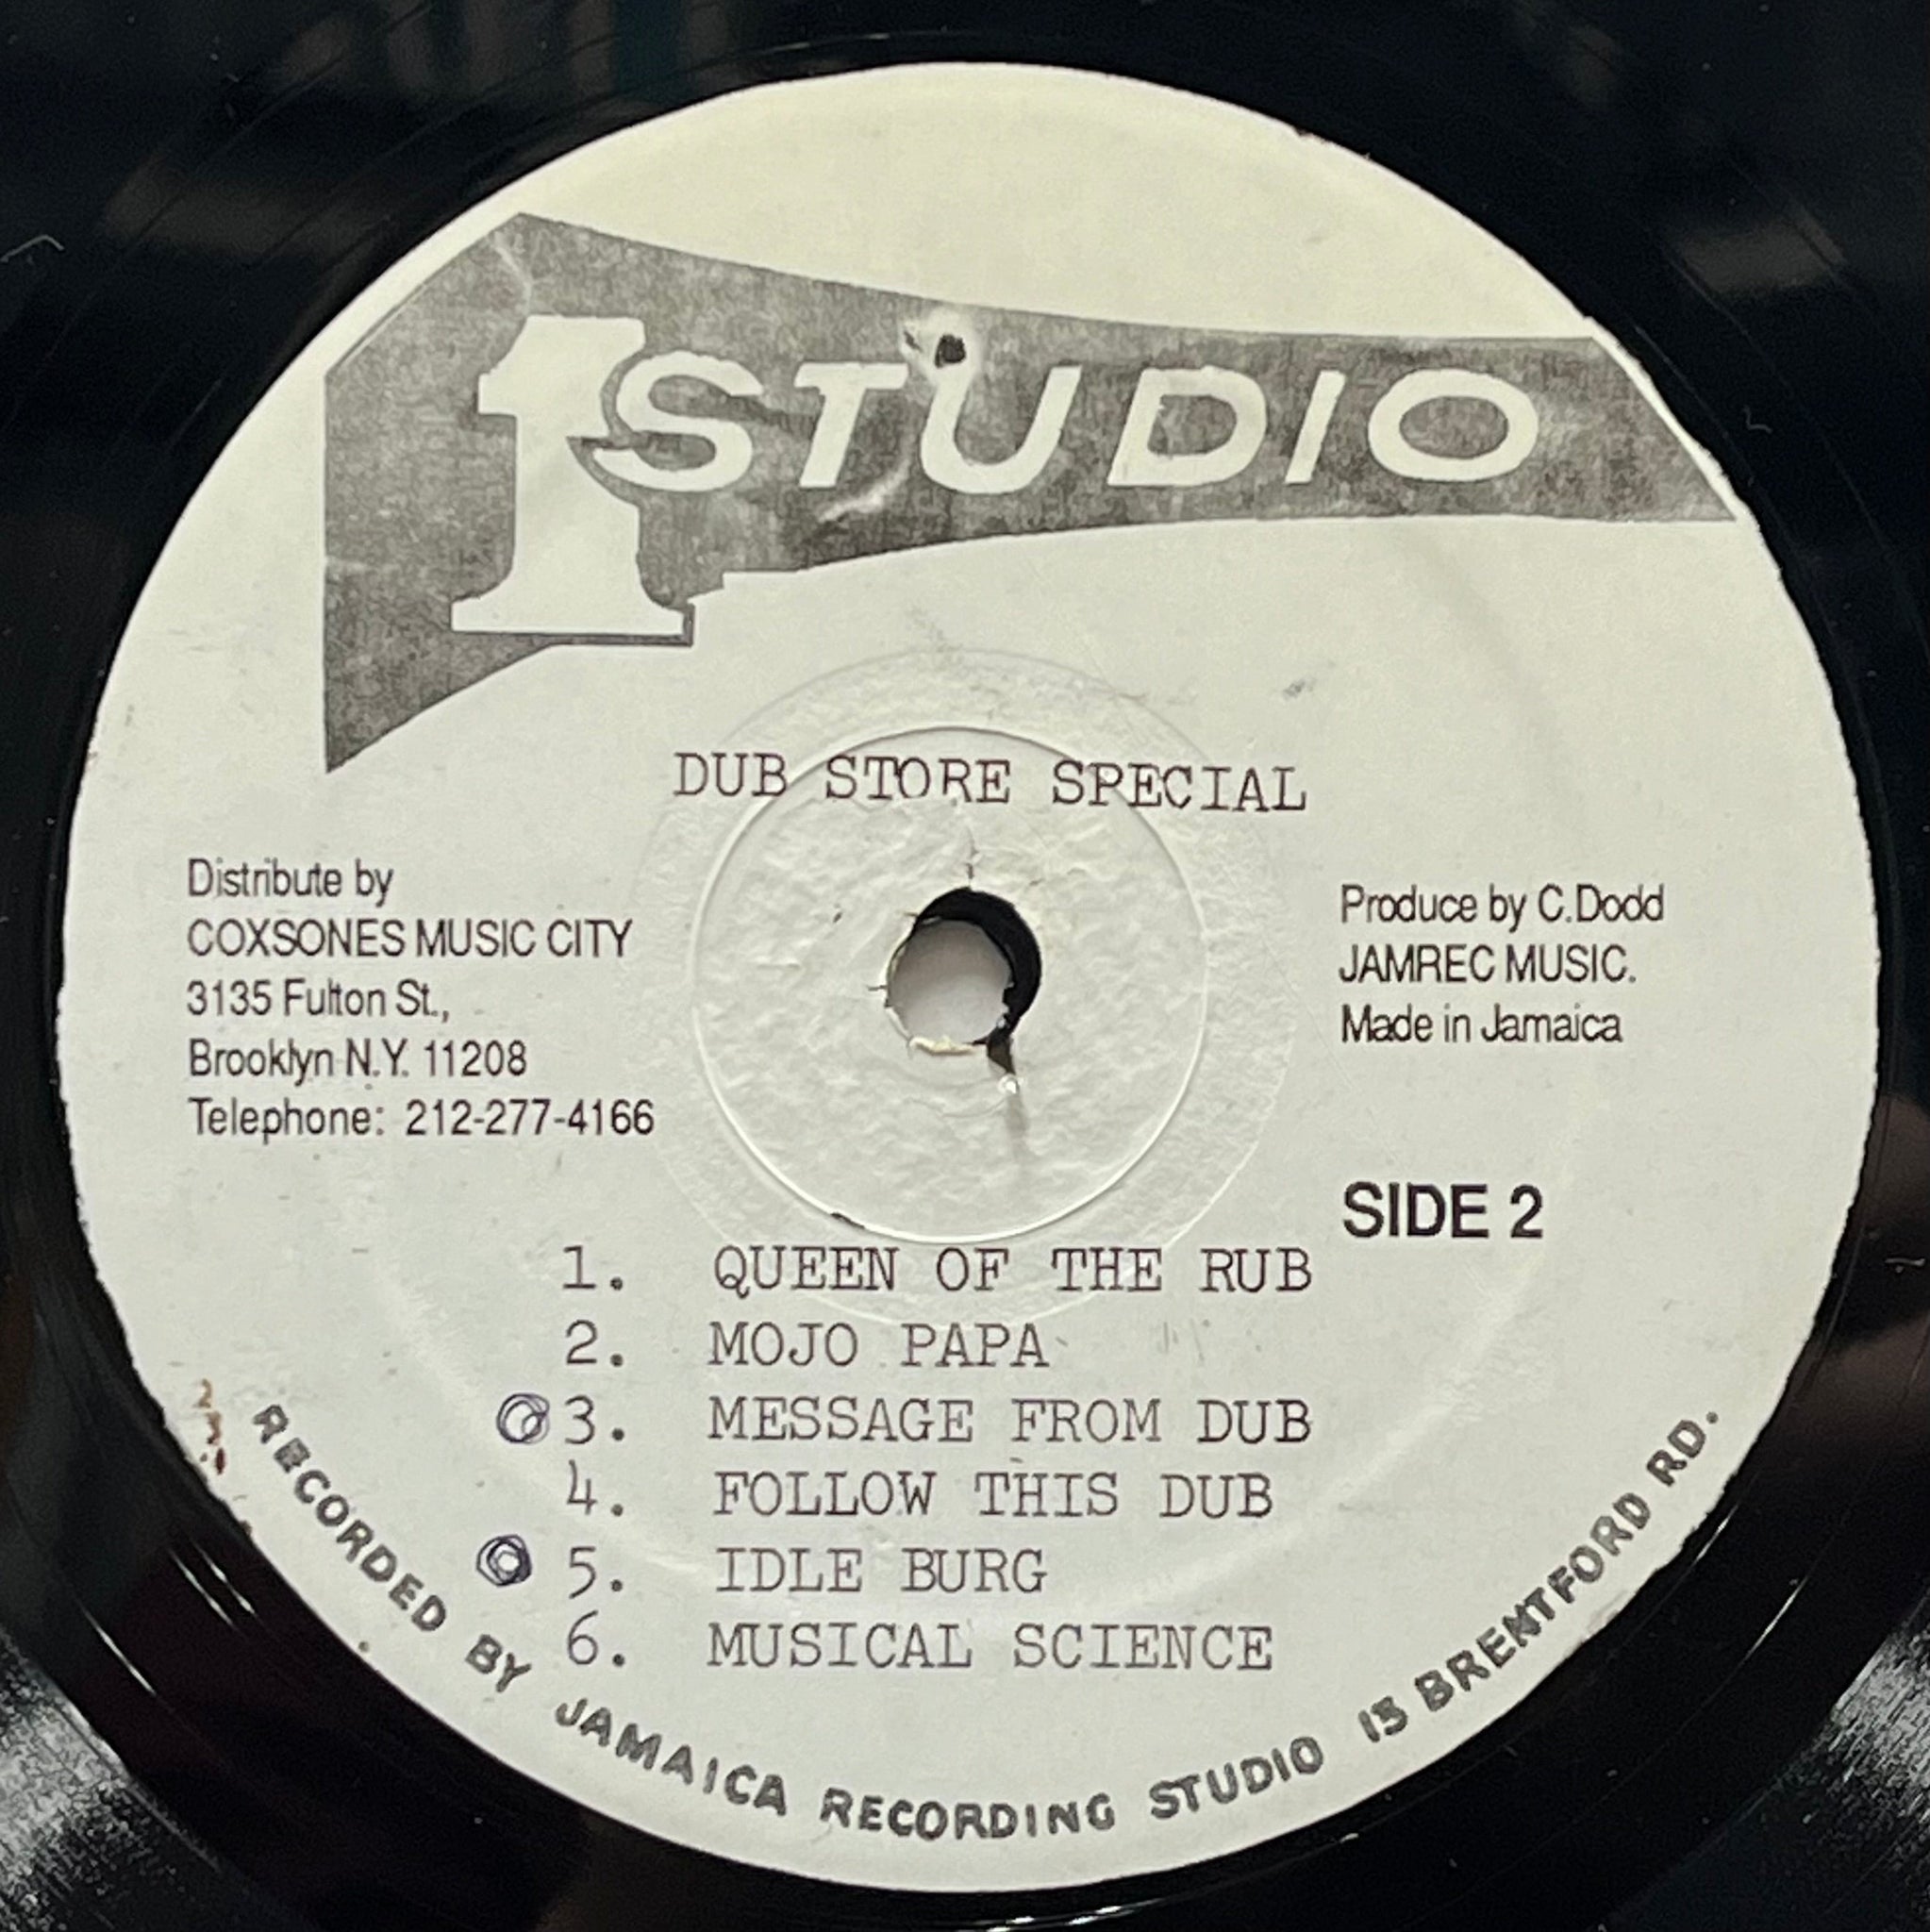 1 STUDIO
DUB STORE SPECIAL
Distribute by
COXSONES MUSIC CITY
3135 Fulton St.,
Brooklyn N.Y. 11208
Telephone: 212-277-4166
Produce by C.Dodd
JAMREC MUSIC.
Made in Jamaica
SIDE 2
1. QUEEN OF THE RUB
2. MOJO PAPA
3. MESSAGE FROM DUB
4. FOLLOW THIS DUB
5. IDLE BURG
6. MUSICAL SCIENCE
RECORDED BY JAMAICA RECORDING STUDIO 13 BRENTFORD RD.